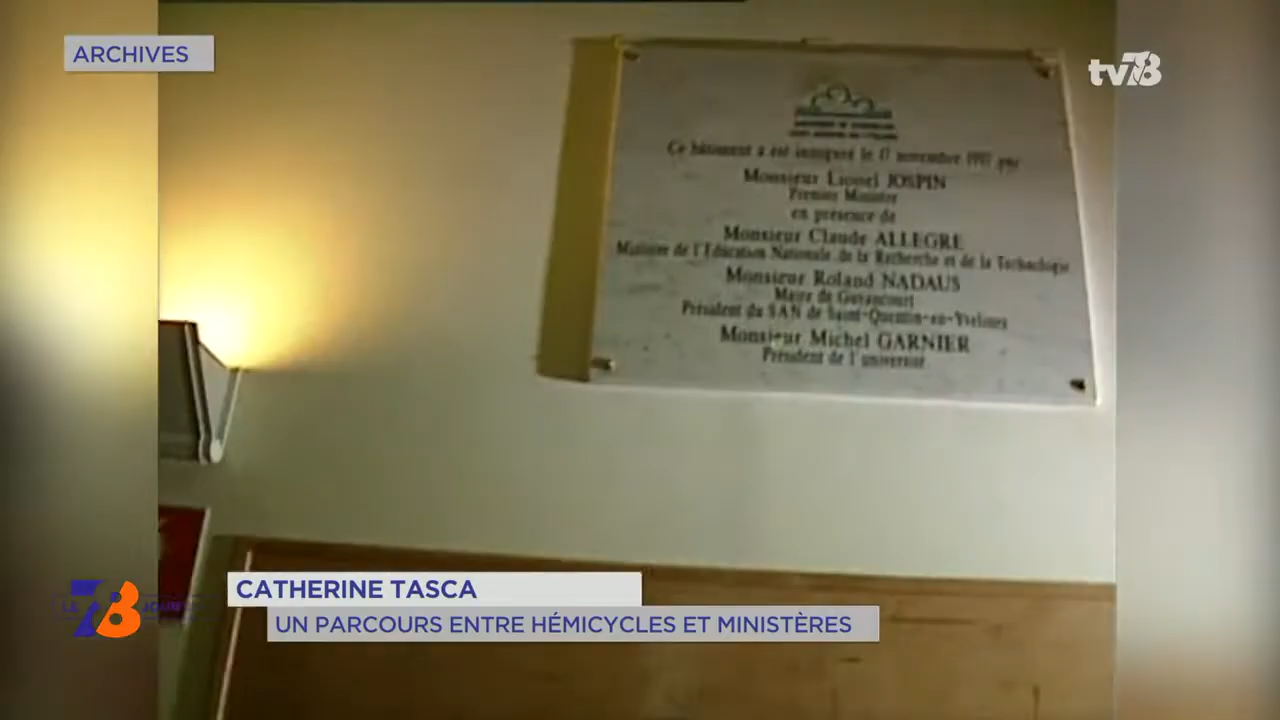 ARCHIVES
tv78
Ce bâtiment a été inauguré le 17 novembre 1997 par
Monsieur Lionel JOSPIN
Premier Ministre
en présence de
Monsieur Claude ALLEGRE
Ministre de l'Education Nationale, de la Recherche et de la Technologie
Monsieur Roland NADAUS
Maire de Guyancourt
Président du SAN de Saint-Quentin-en-Yvelines
Monsieur Michel GARNIER
Président de l'université
CATHERINE TASCA
LE 78 JOURNAL
UN PARCOURS ENTRE HÉMICYCLES ET MINISTÈRES